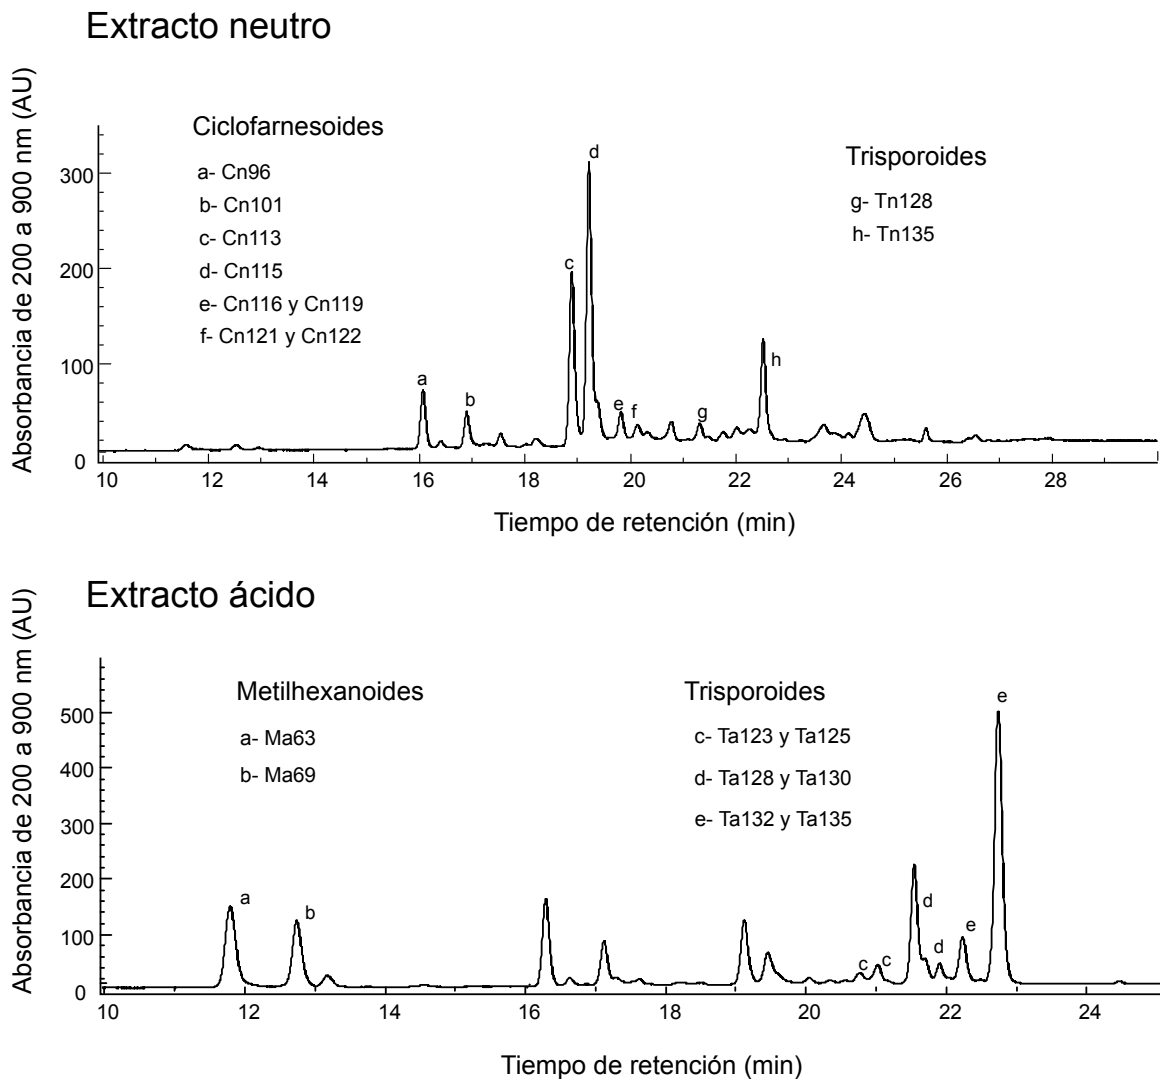 Extracto neutro
Absorbancia de 200 a 900 nm (AU)
Ciclofarnesoides
a- Cn96
b- Cn101
c- Cn113
d- Cn115
e- Cn116 y Cn119
f- Cn121 y Cn122
Trisporoides
g- Tn128
h- Tn135
300
200
100
0
a
b
c
d
e
f
g
h
10 12 14 16 18 20 22 24 26 28
Tiempo de retención (min)
Extracto ácido
Absorbancia de 200 a 900 nm (AU)
Metilhexanoides
a- Ma63
b- Ma69
Trisporoides
c- Ta123 y Ta125
d- Ta128 y Ta130
e- Ta132 y Ta135
500
400
300
200
100
0
a
b
c
c
d
d
e
e
10 12 14 16 18 20 22 24
Tiempo de retención (min)